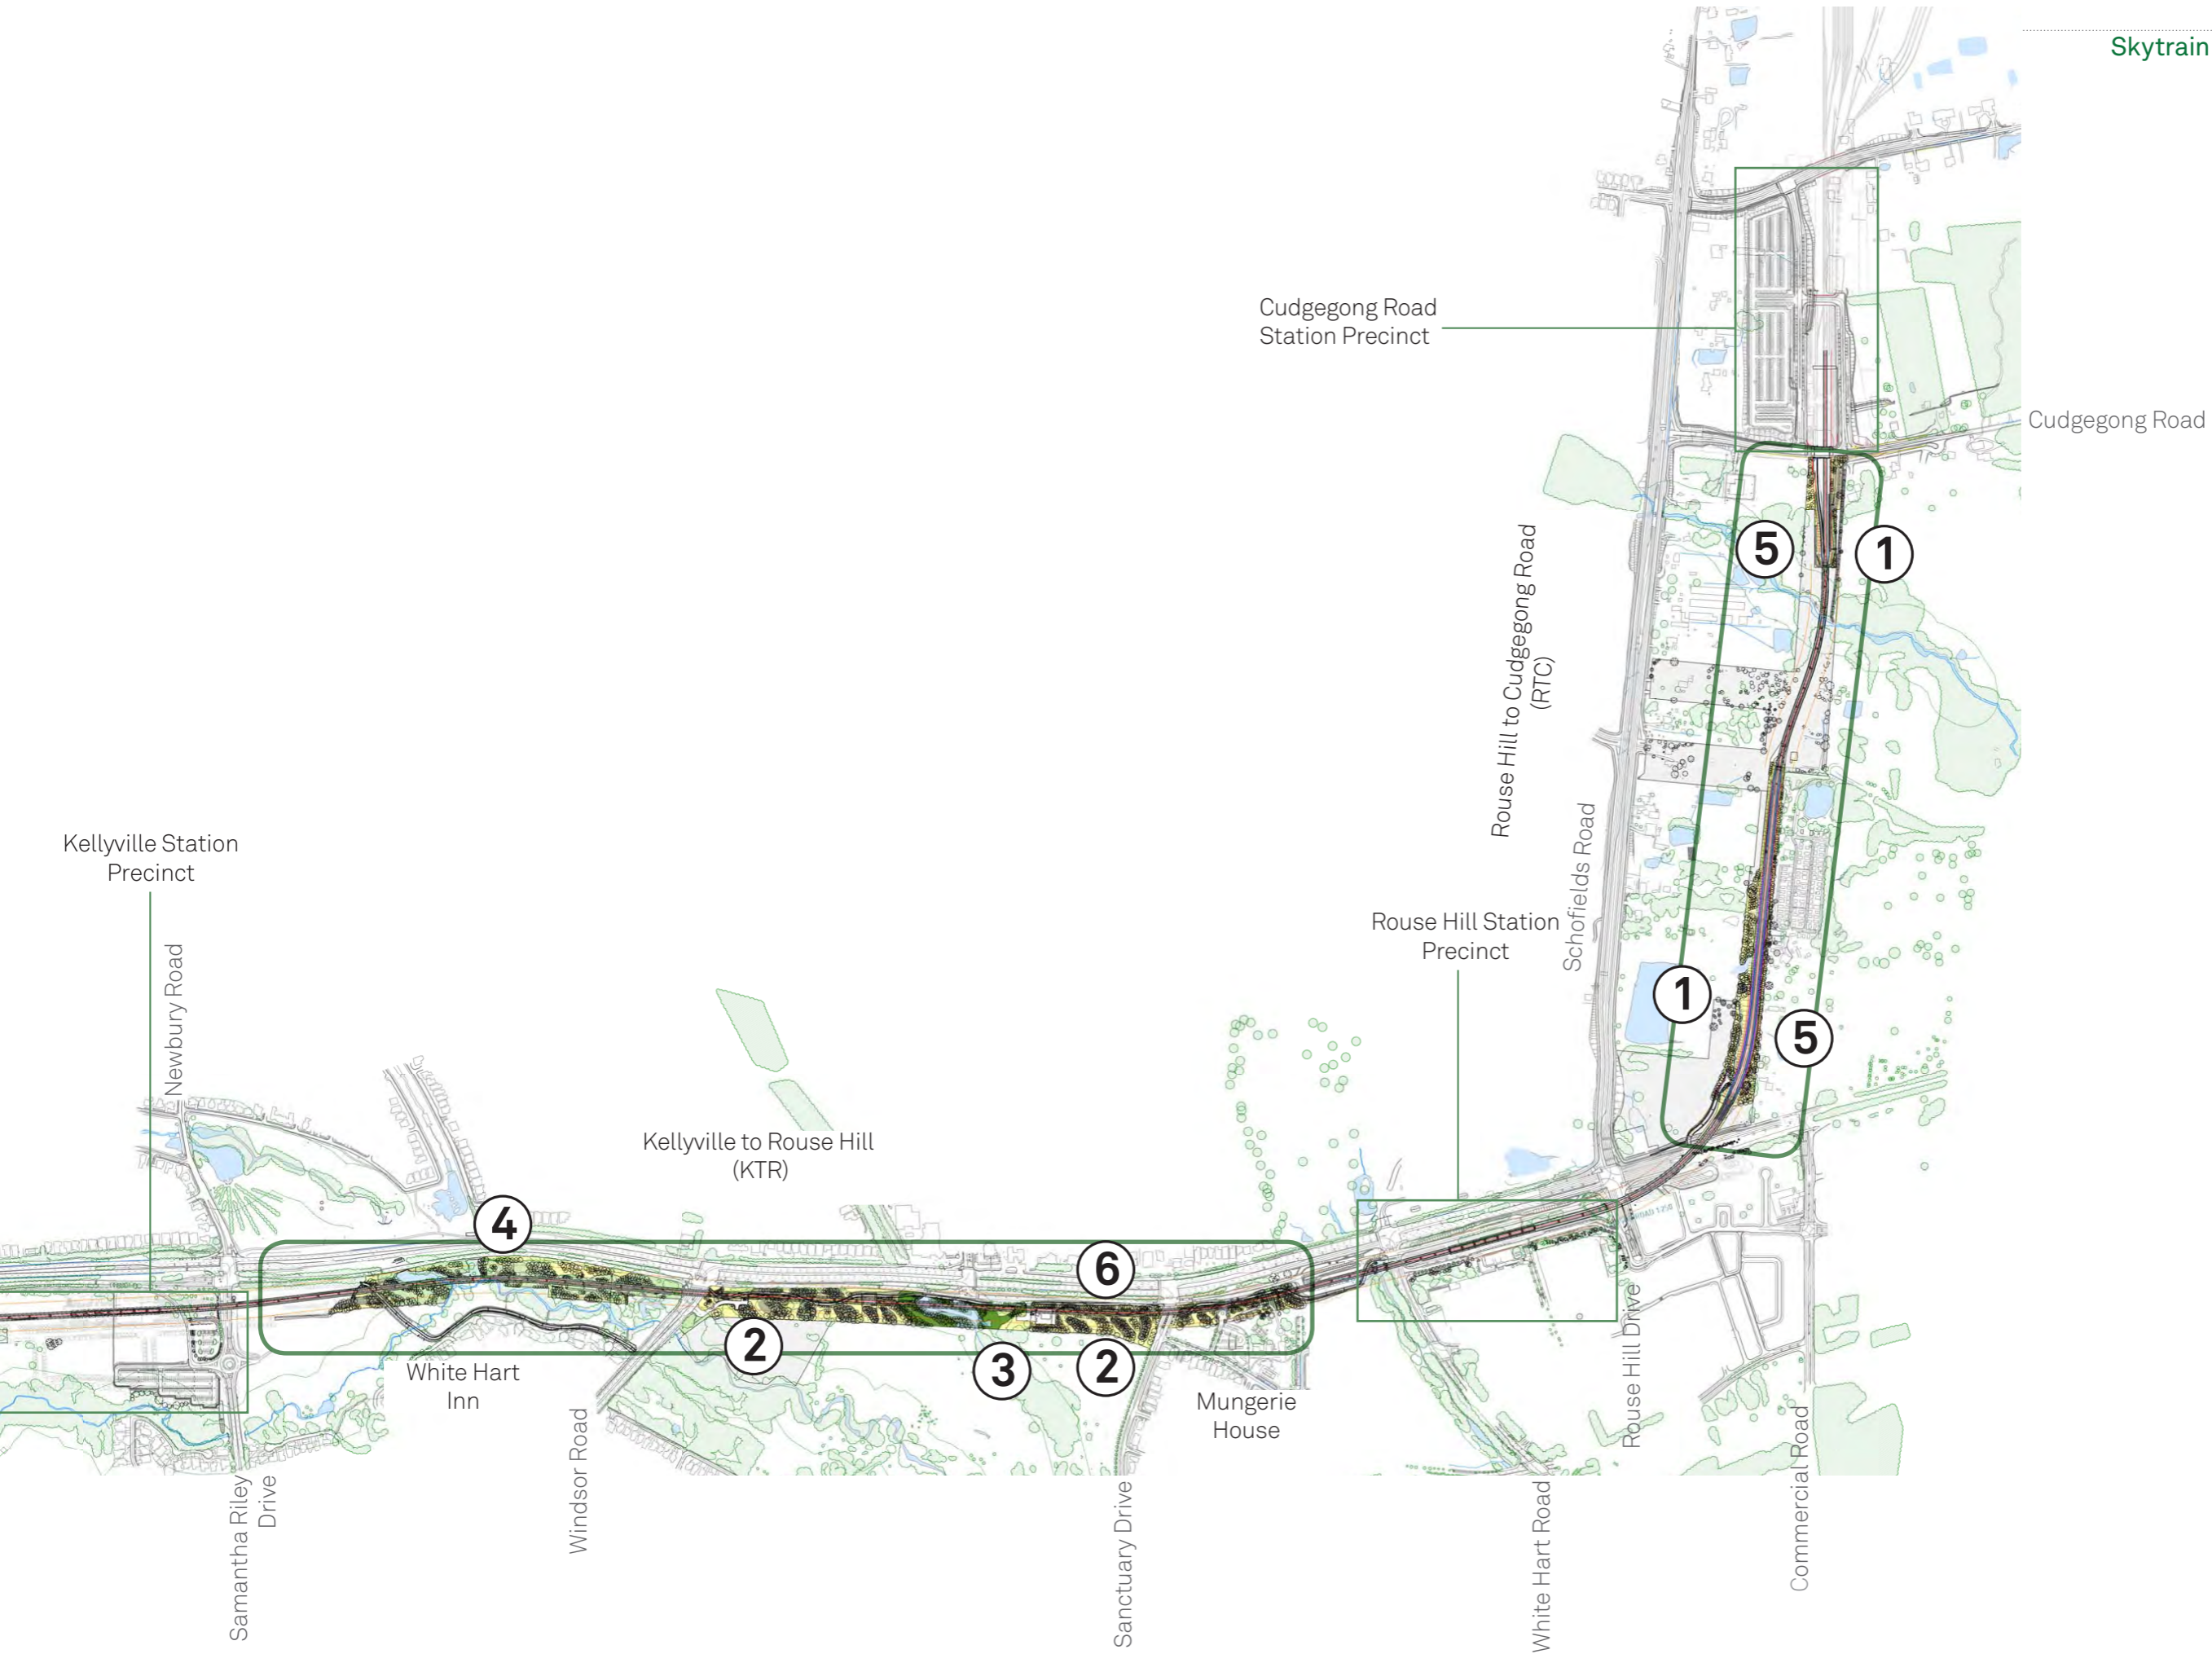 Skytrain
Cudgegong Road
Station Precinct
Cudgegong Road
5
1
Rouse Hill to Cudgegong Road
(RTC)
Schofields Road
Kellyville Station
Precinct
Newbury Road
Rouse Hill Station
Precinct
1
5
Kellyville to Rouse Hill
(KTR)
4
6
2
3
2
White Hart
Inn
Mungerie
House
Samantha Riley
Drive
Windsor Road
Sanctuary Drive
White Hart Road
Rouse Hill Drive
Commercial Road